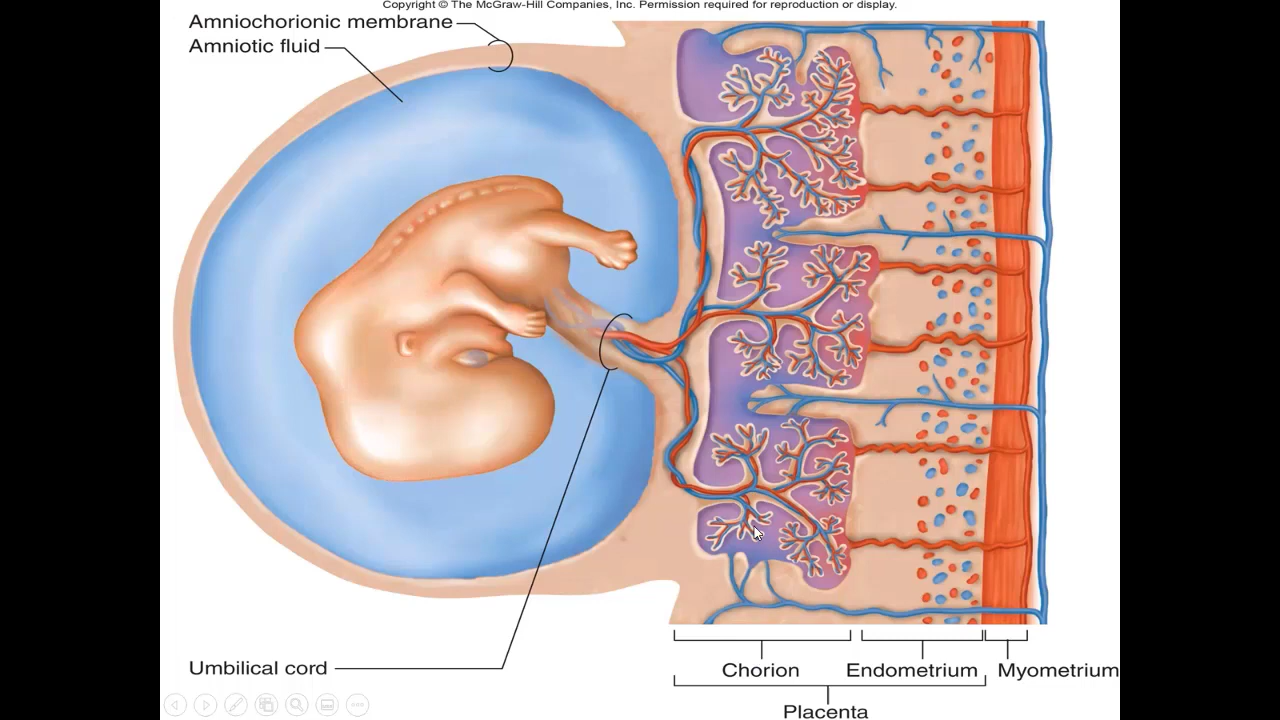 Copyright © The McGraw-Hill Companies, Inc. Permission required for reproduction or display.
Amniochorionic membrane
Amniotic fluid
Umbilical cord
Chorion
Endometrium
Myometrium
Placenta